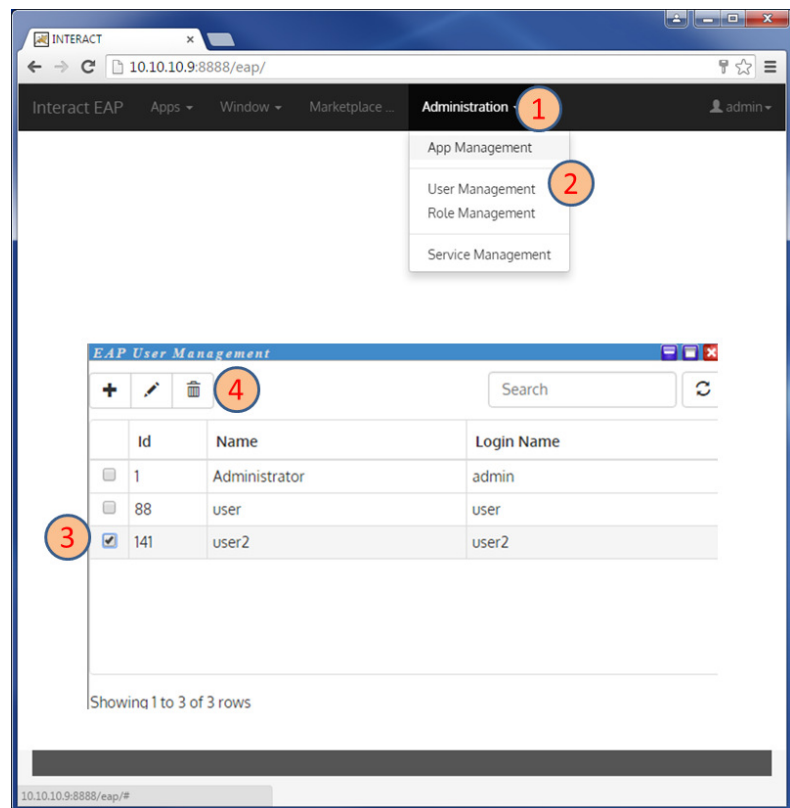 INTERACT
10.10.10.9:8888/eap/
Interact EAP Apps Window Marketplace ... Administration 1 admin
App Management
User Management 2
Role Management
Service Management
EAP User Management
4 Search
Id Name Login Name
1 Administrator admin
88 user user
3 141 user2 user2
Showing 1 to 3 of 3 rows
10.10.10.9:8888/eap/#